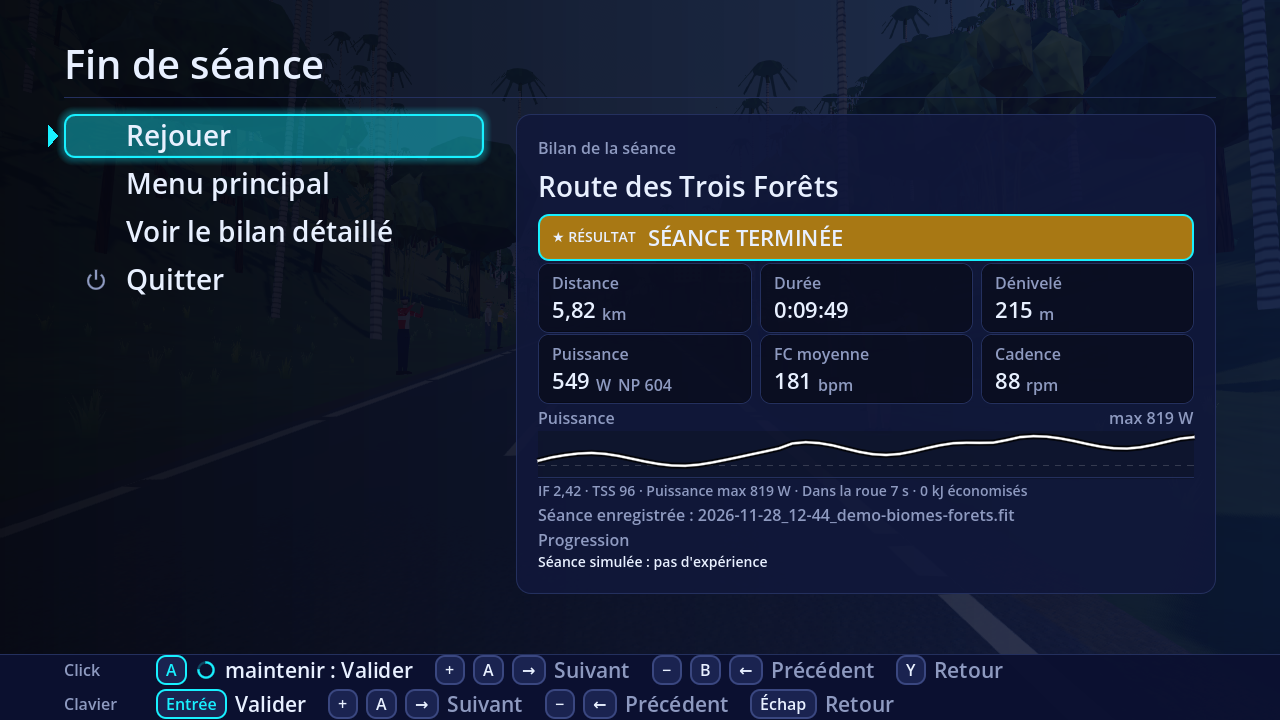 Fin de séance
Rejouer
Menu principal
Voir le bilan détaillé
Quitter
Bilan de la séance
Route des Trois Forêts
★ RÉSULTAT SÉANCE TERMINÉE
Distance Durée Dénivelé
5,82 km 0:09:49 215 m
Puissance FC moyenne Cadence
549 W NP 604 181 bpm 88 rpm
Puissance max 819 W
IF 2,42 · TSS 96 · Puissance max 819 W · Dans la roue 7 s · 0 kJ économisés
Séance enregistrée : 2026-11-28_12-44_demo-biomes-forets.fit
Progression
Séance simulée : pas d'expérience
Click A maintenir : Valider + A → Suivant − B ← Précédent Y Retour
Clavier Entrée Valider + A → Suivant − ← Précédent Échap Retour